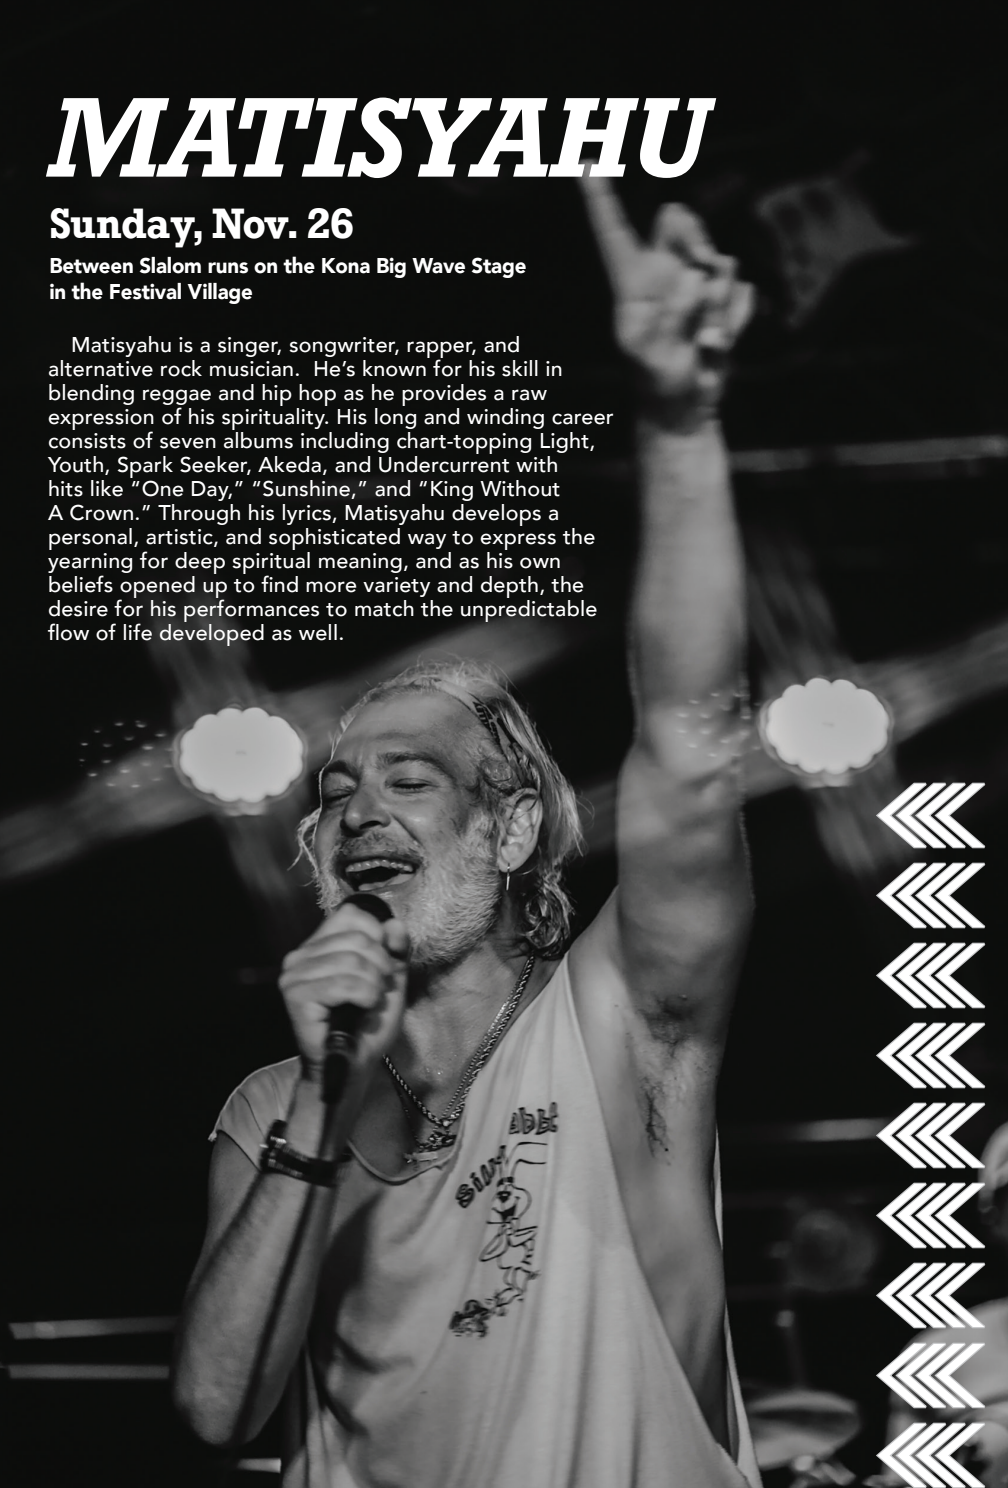 MATISYAHU
Sunday, Nov. 26
Between Slalom runs on the Kona Big Wave Stage
in the Festival Village
Matisyahu is a singer, songwriter, rapper, and
alternative rock musician.  He’s known for his skill in
blending reggae and hip hop as he provides a raw
expression of his spirituality. His long and winding career
consists of seven albums including chart-topping Light,
Youth, Spark Seeker, Akeda, and Undercurrent with
hits like “One Day,” “Sunshine,” and “King Without
A Crown.” Through his lyrics, Matisyahu develops a
personal, artistic, and sophisticated way to express the
yearning for deep spiritual meaning, and as his own
beliefs opened up to find more variety and depth, the
desire for his performances to match the unpredictable
flow of life developed as well.